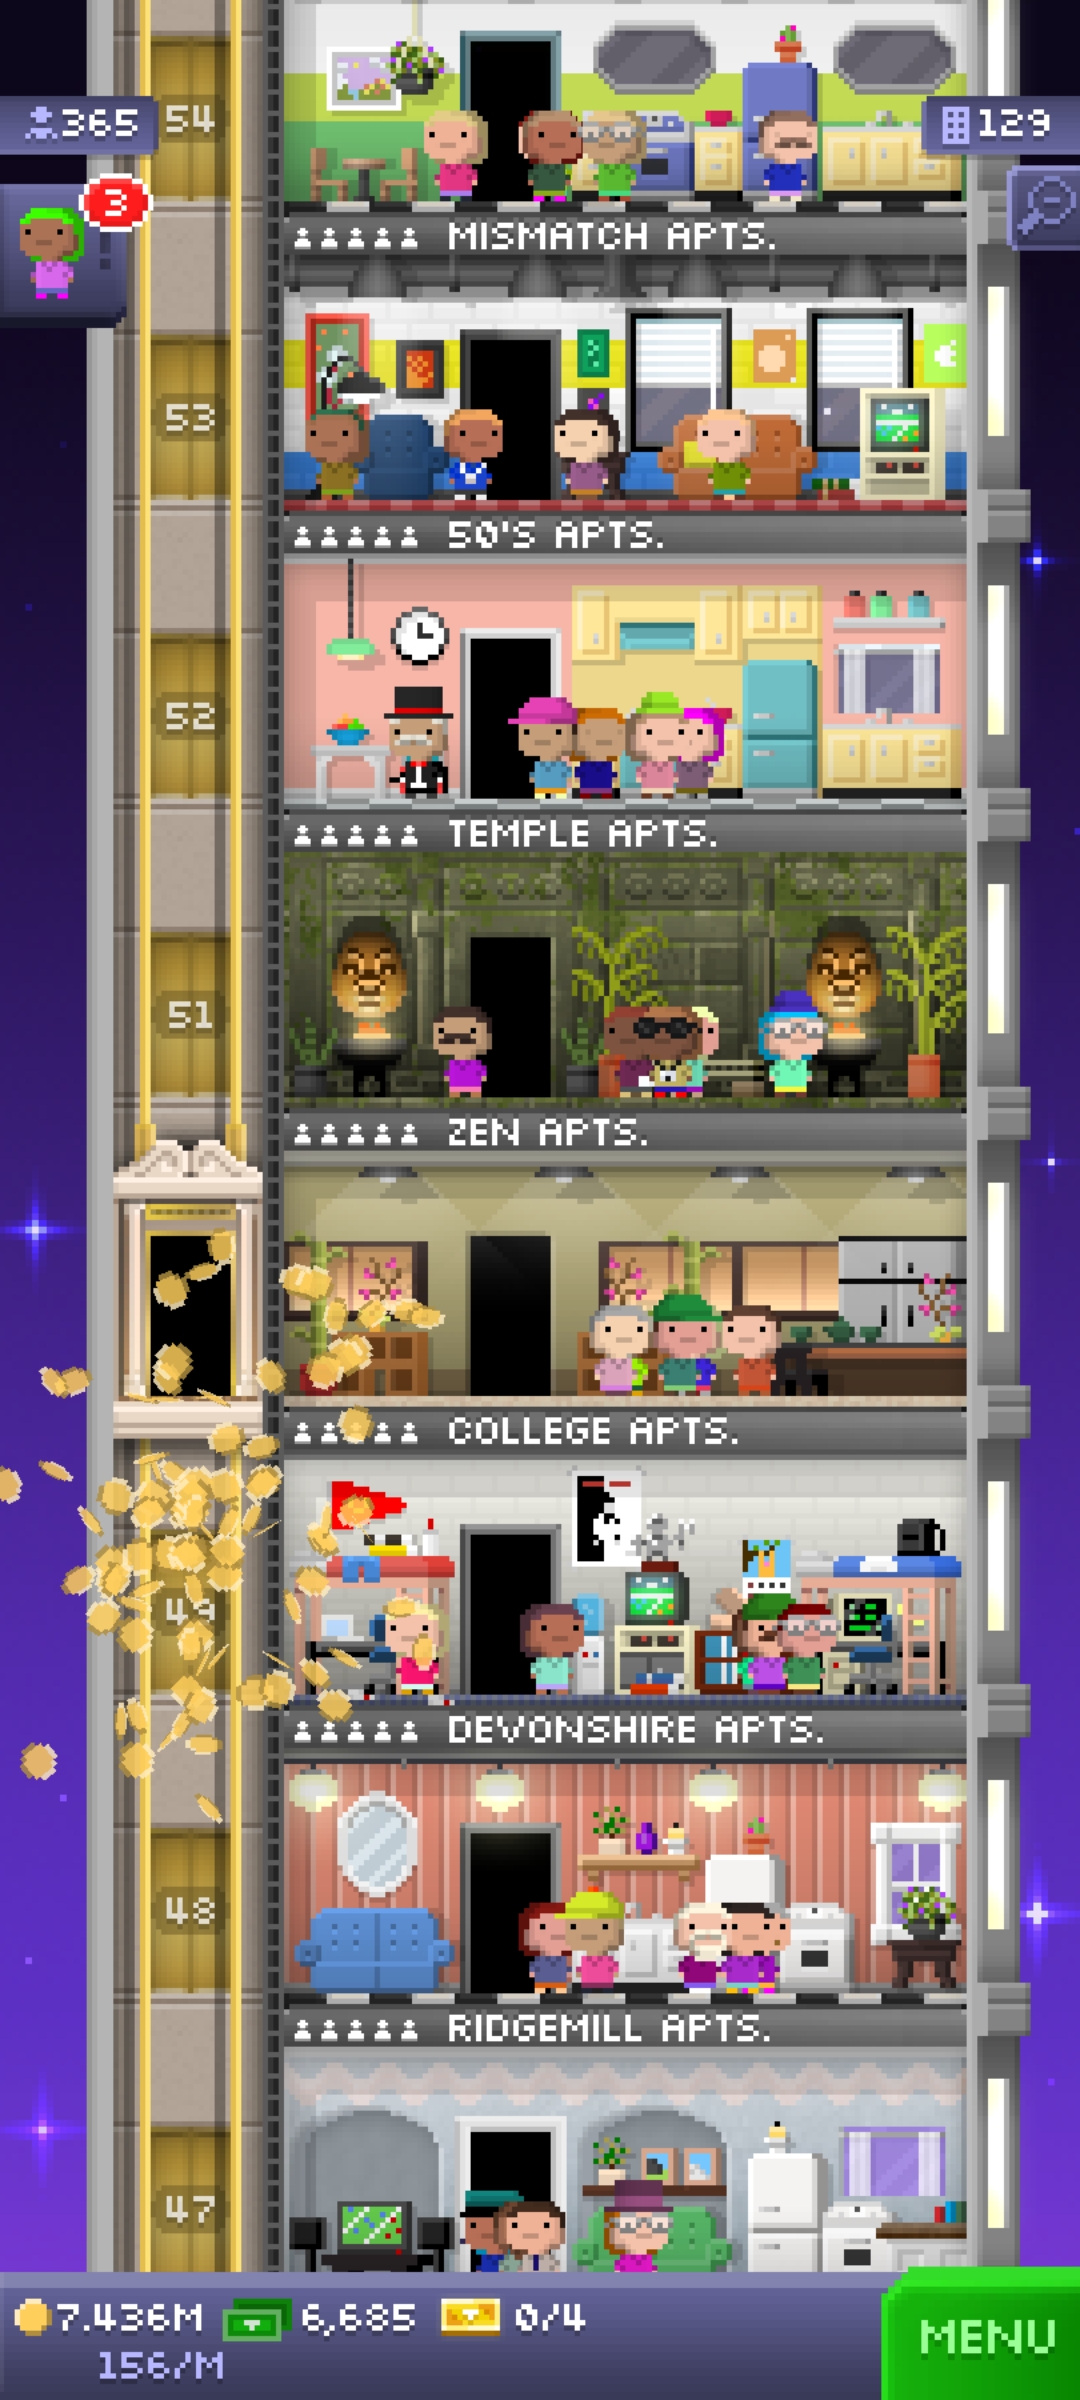 54
365
129
3
MISMATCH APTS.
53
50'S APTS.
52
TEMPLE APTS.
51
ZEN APTS.
COLLEGE APTS.
49
DEVONSHIRE APTS.
48
RIDGEMILL APTS.
47
7.436M 6,685 0/4
156/M
MENU